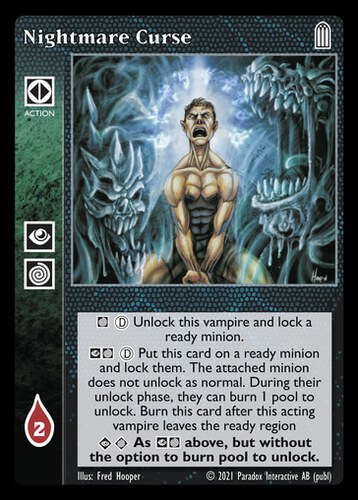 Nightmare Curse
ACTION
Hoop
D Unlock this vampire and lock a
ready minion.
D Put this card on a ready minion
and lock them. The attached minion
does not unlock as normal. During their
unlock phase, they can burn 1 pool to
unlock. Burn this card after this acting
vampire leaves the ready region
As above, but without
the option to burn pool to unlock.
2
Illus: Fred Hooper © 2021 Paradox Interactive AB (publ)